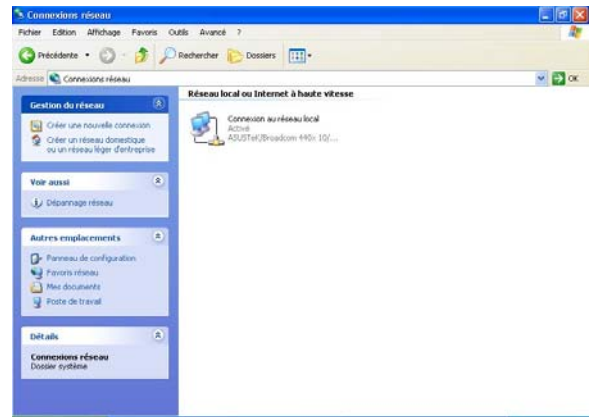 Connexions réseau
Fichier Edition Affichage Favoris Outils Avancé ?
Précédente Rechercher Dossiers
Adresse Connexions réseau OK
Gestion du réseau
Créer une nouvelle connexion
Créer un réseau domestique
ou un réseau léger d'entreprise
Voir aussi
Dépannage réseau
Autres emplacements
Panneau de configuration
Favoris réseau
Mes documents
Poste de travail
Détails
Connexions réseau
Dossier système
Réseau local ou Internet à haute vitesse
Connexion au réseau local
Activé
ASUSTeK/Broadcom 440x 10/...